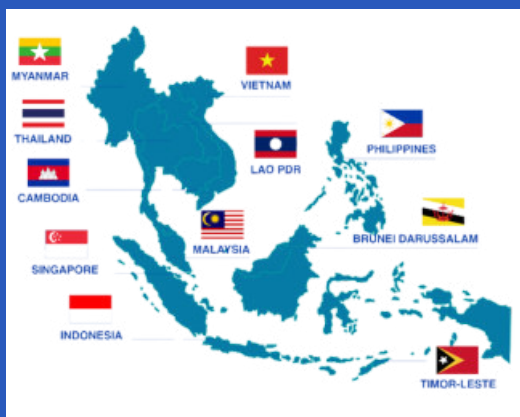 MYANMAR
VIETNAM
THAILAND
LAO PDR
PHILIPPINES
CAMBODIA
MALAYSIA
BRUNEI DARUSSALAM
SINGAPORE
INDONESIA
TIMOR-LESTE